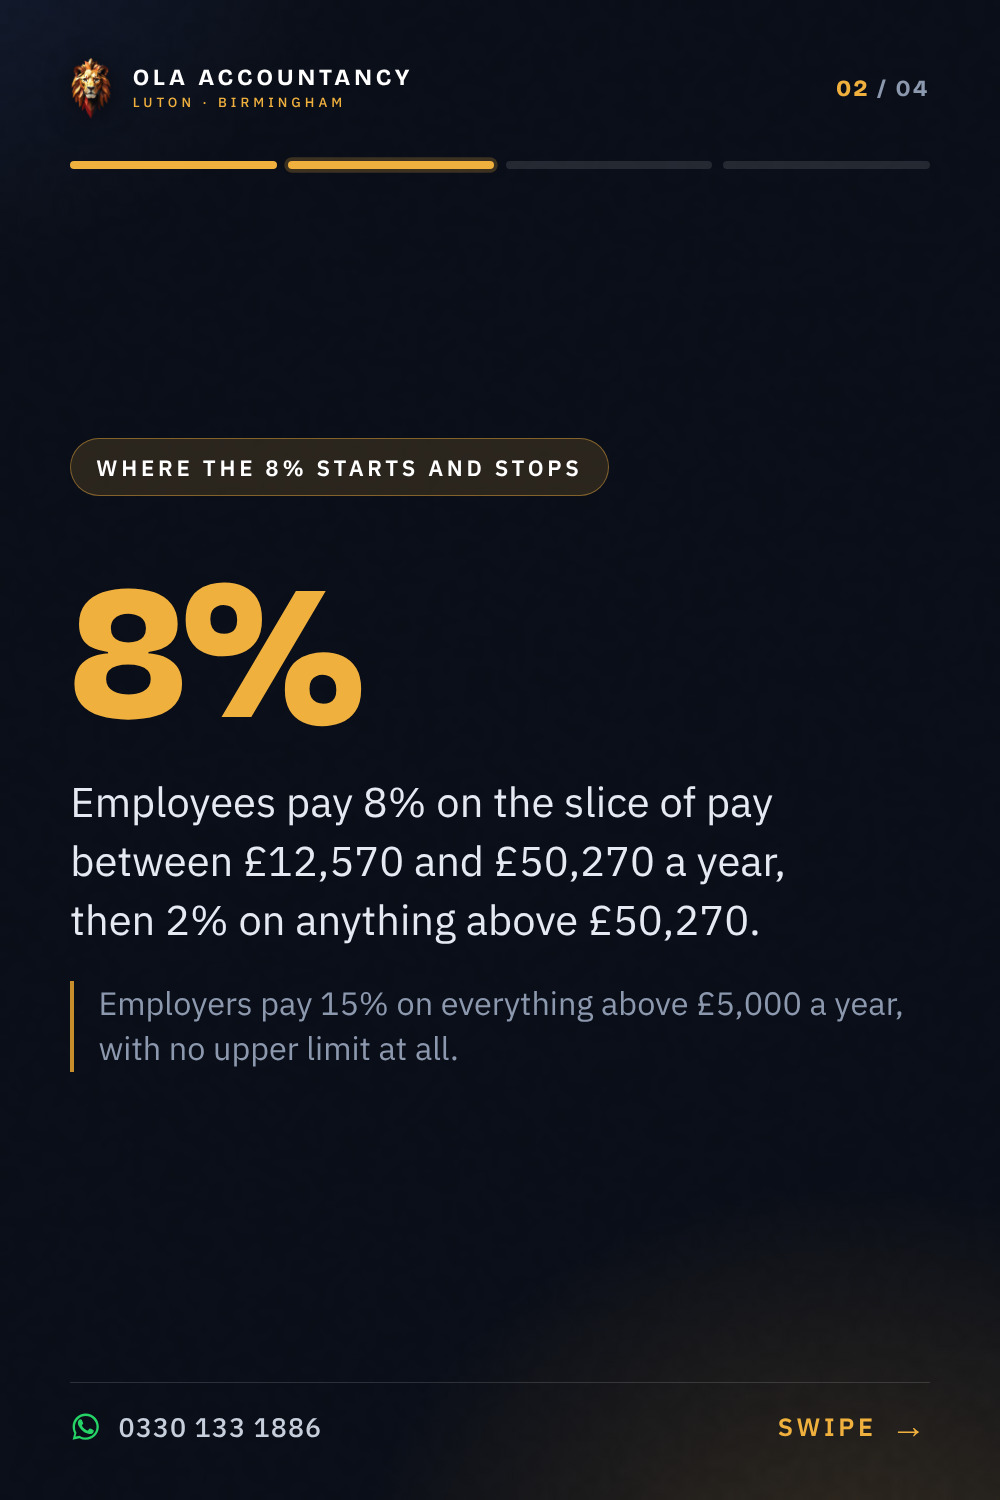 OLA ACCOUNTANCY
LUTON · BIRMINGHAM
02 / 04
WHERE THE 8% STARTS AND STOPS
8%
Employees pay 8% on the slice of pay
between £12,570 and £50,270 a year,
then 2% on anything above £50,270.
Employers pay 15% on everything above £5,000 a year,
with no upper limit at all.
0330 133 1886
SWIPE →